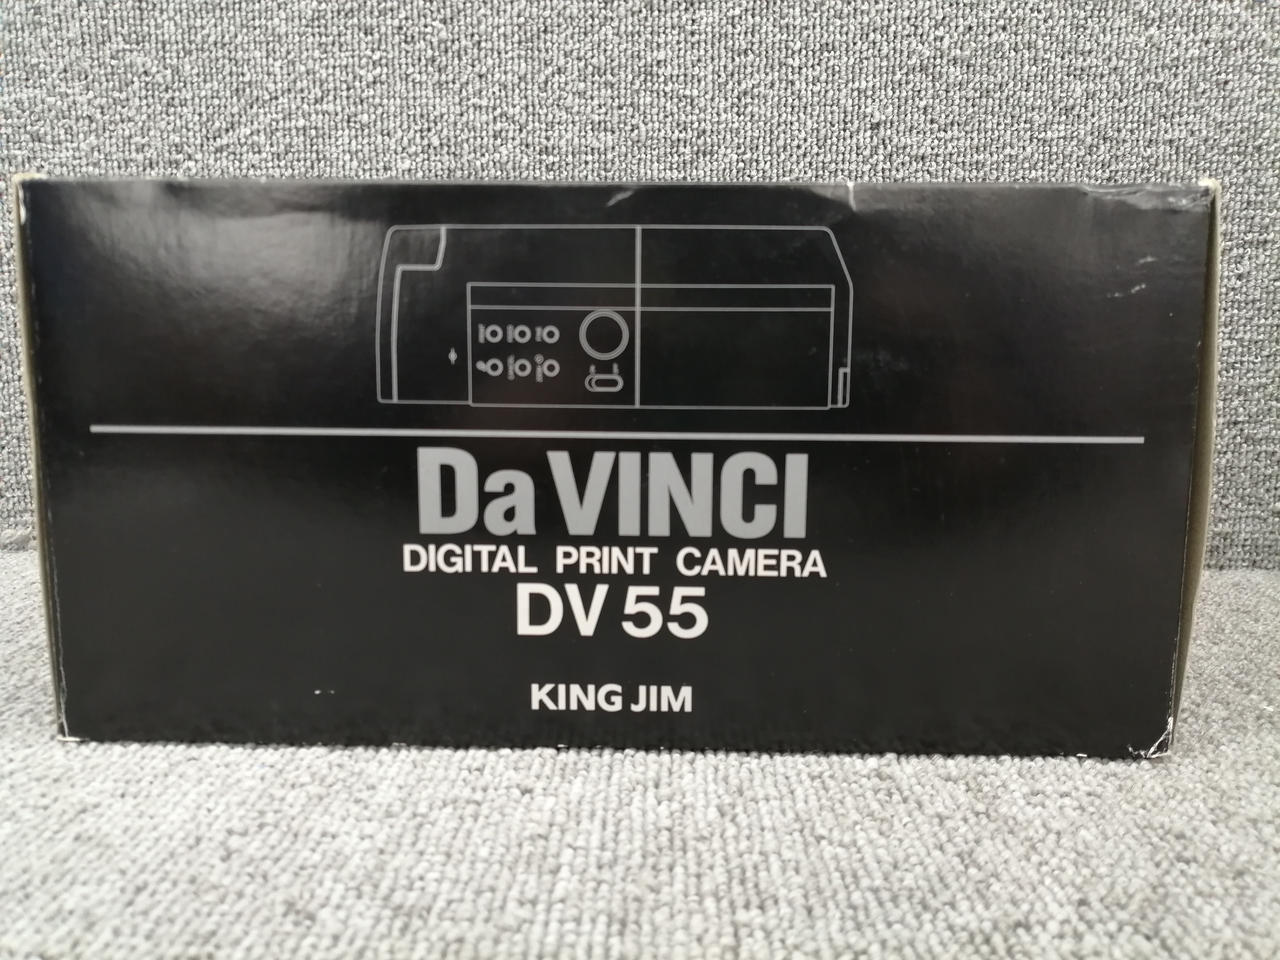 Da VINCI
DIGITAL PRINT CAMERA
DV 55
KING JIM